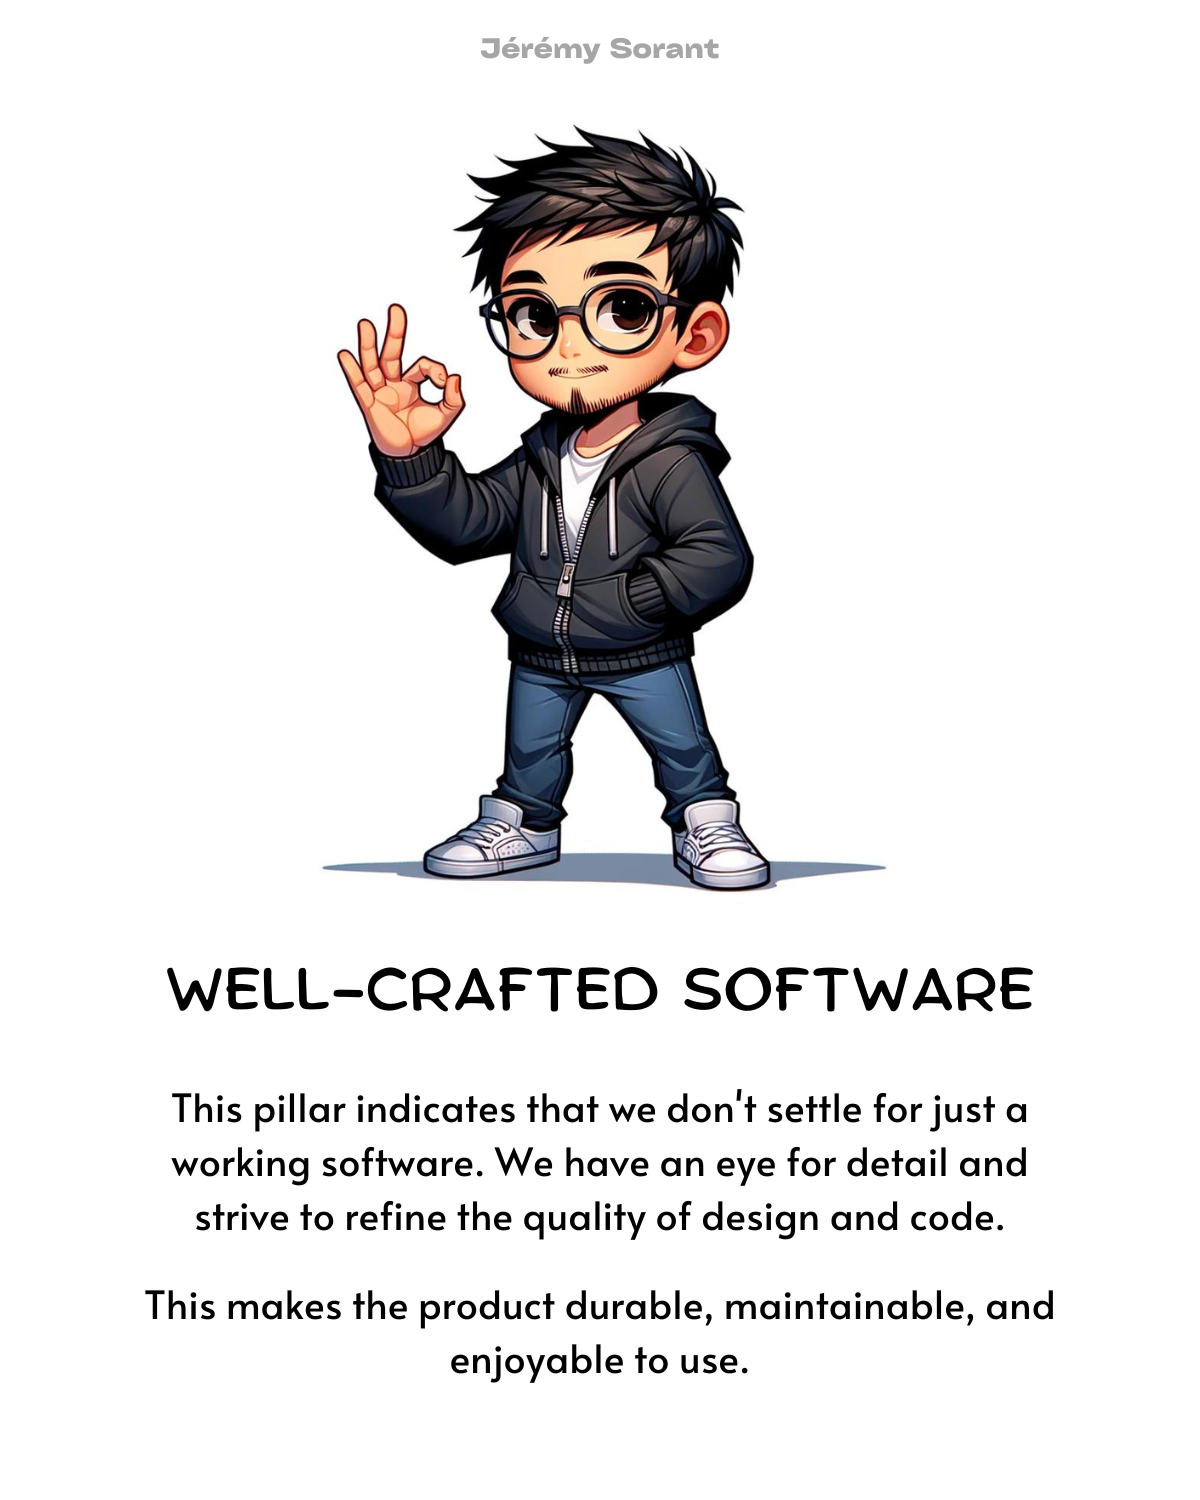 Jérémy Sorant
WELL-CRAFTED SOFTWARE
This pillar indicates that we don't settle for just a
working software. We have an eye for detail and
strive to refine the quality of design and code.
This makes the product durable, maintainable, and
enjoyable to use.